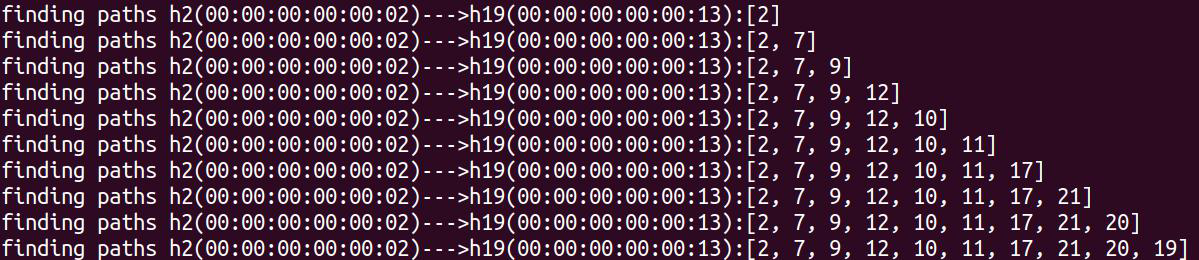 finding paths h2(00:00:00:00:00:02)--->h19(00:00:00:00:00:13):[2]
finding paths h2(00:00:00:00:00:02)--->h19(00:00:00:00:00:13):[2, 7]
finding paths h2(00:00:00:00:00:02)--->h19(00:00:00:00:00:13):[2, 7, 9]
finding paths h2(00:00:00:00:00:02)--->h19(00:00:00:00:00:13):[2, 7, 9, 12]
finding paths h2(00:00:00:00:00:02)--->h19(00:00:00:00:00:13):[2, 7, 9, 12, 10]
finding paths h2(00:00:00:00:00:02)--->h19(00:00:00:00:00:13):[2, 7, 9, 12, 10, 11]
finding paths h2(00:00:00:00:00:02)--->h19(00:00:00:00:00:13):[2, 7, 9, 12, 10, 11, 17]
finding paths h2(00:00:00:00:00:02)--->h19(00:00:00:00:00:13):[2, 7, 9, 12, 10, 11, 17, 21]
finding paths h2(00:00:00:00:00:02)--->h19(00:00:00:00:00:13):[2, 7, 9, 12, 10, 11, 17, 21, 20]
finding paths h2(00:00:00:00:00:02)--->h19(00:00:00:00:00:13):[2, 7, 9, 12, 10, 11, 17, 21, 20, 19]